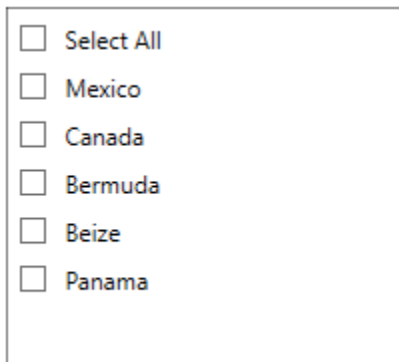 Select All
Mexico
Canada
Bermuda
Beize
Panama